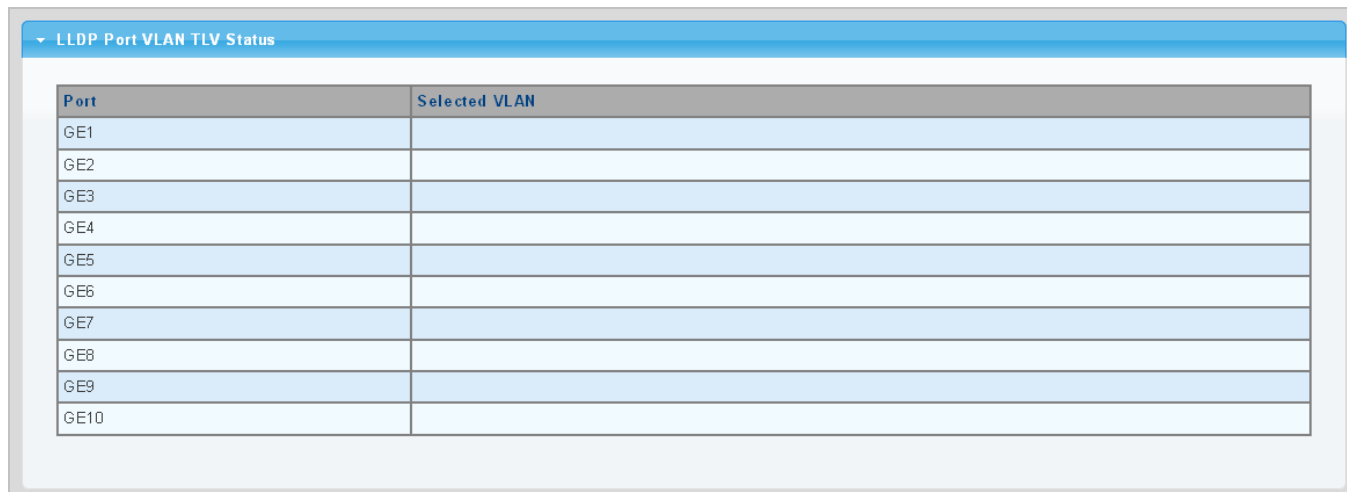 LLDP Port VLAN TLV Status
Port Selected VLAN
GE1
GE2
GE3
GE4
GE5
GE6
GE7
GE8
GE9
GE10